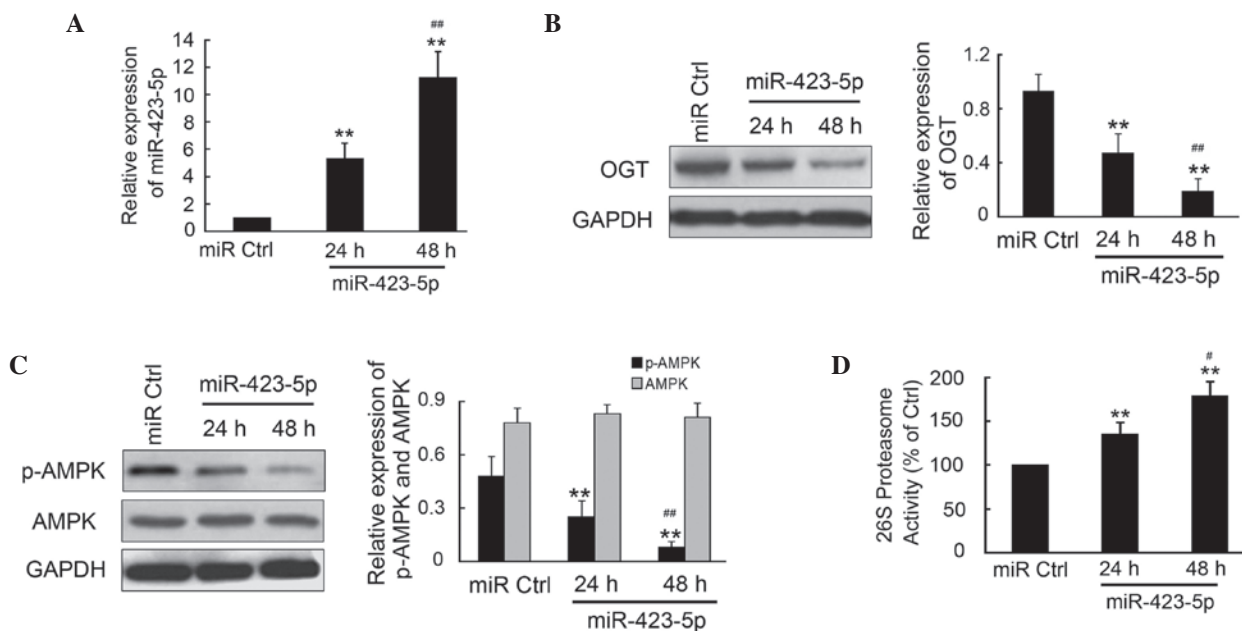 A
Relative expression
of miR-423-5p
14
12
10
8
6
4
2
0
**
##
**
miR Ctrl
24 h
48 h
miR-423-5p
B
miR Ctrl
miR-423-5p
24 h
48 h
OGT
GAPDH
Relative expression
of OGT
1.2
0.8
0.4
0
**
##
**
miR Ctrl
24 h
48 h
miR-423-5p
C
miR Ctrl
miR-423-5p
24 h
48 h
p-AMPK
AMPK
GAPDH
Relative expression of
p-AMPK and AMPK
p-AMPK
AMPK
0.9
0.6
0.3
0
**
##
**
miR Ctrl
24 h
48 h
miR-423-5p
D
26S Proteasome
Activity (% of Ctrl)
200
150
100
50
0
**
#
**
miR Ctrl
24 h
48 h
miR-423-5p